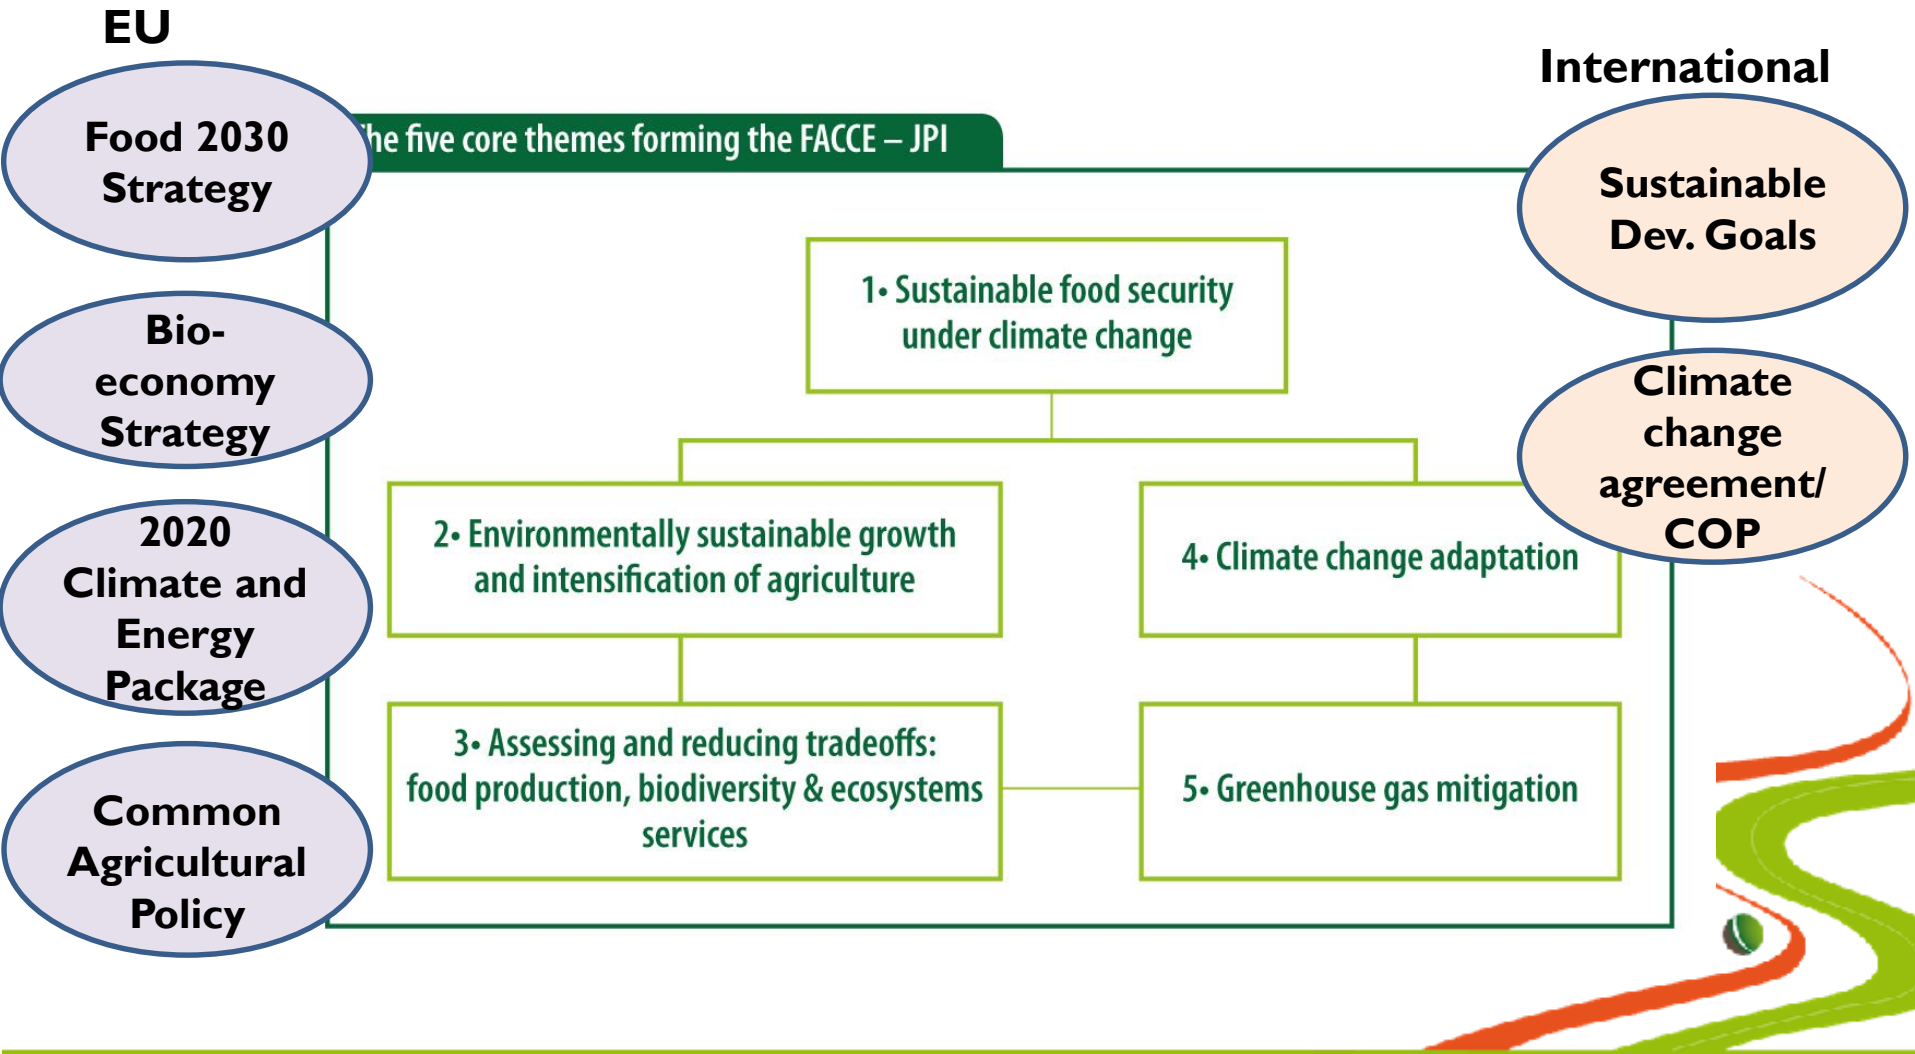 EU
Food 2030
Strategy
Bio-
economy
Strategy
2020
Climate and
Energy
Package
Common
Agricultural
Policy
he five core themes forming the FACCE – JPI
1• Sustainable food security
under climate change
2• Environmentally sustainable growth
and intensification of agriculture
3• Assessing and reducing tradeoffs:
food production, biodiversity & ecosystems
services
4• Climate change adaptation
5• Greenhouse gas mitigation
International
Sustainable
Dev. Goals
Climate
change
agreement/
COP